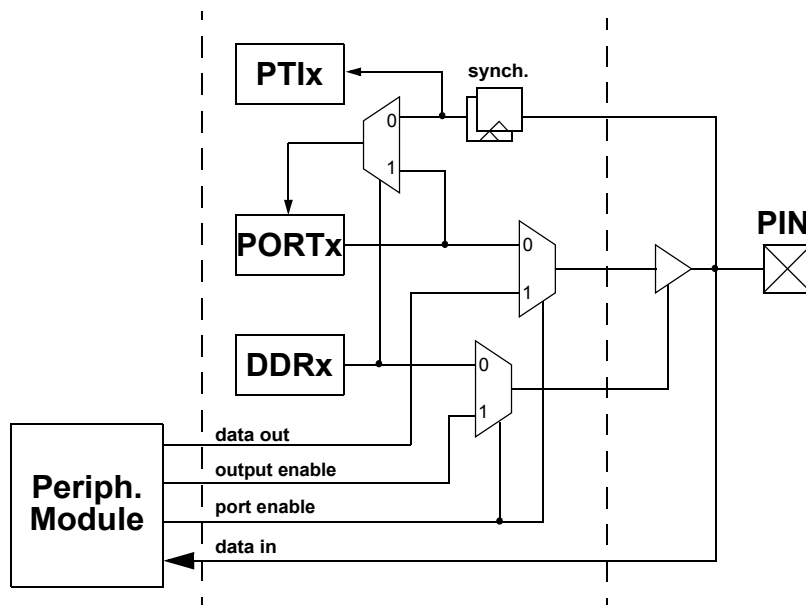 synch.
PTIx
0
1
PORTx
0
1
PIN
DDRx
0
1
data out
output enable
port enable
data in
Periph.
Module